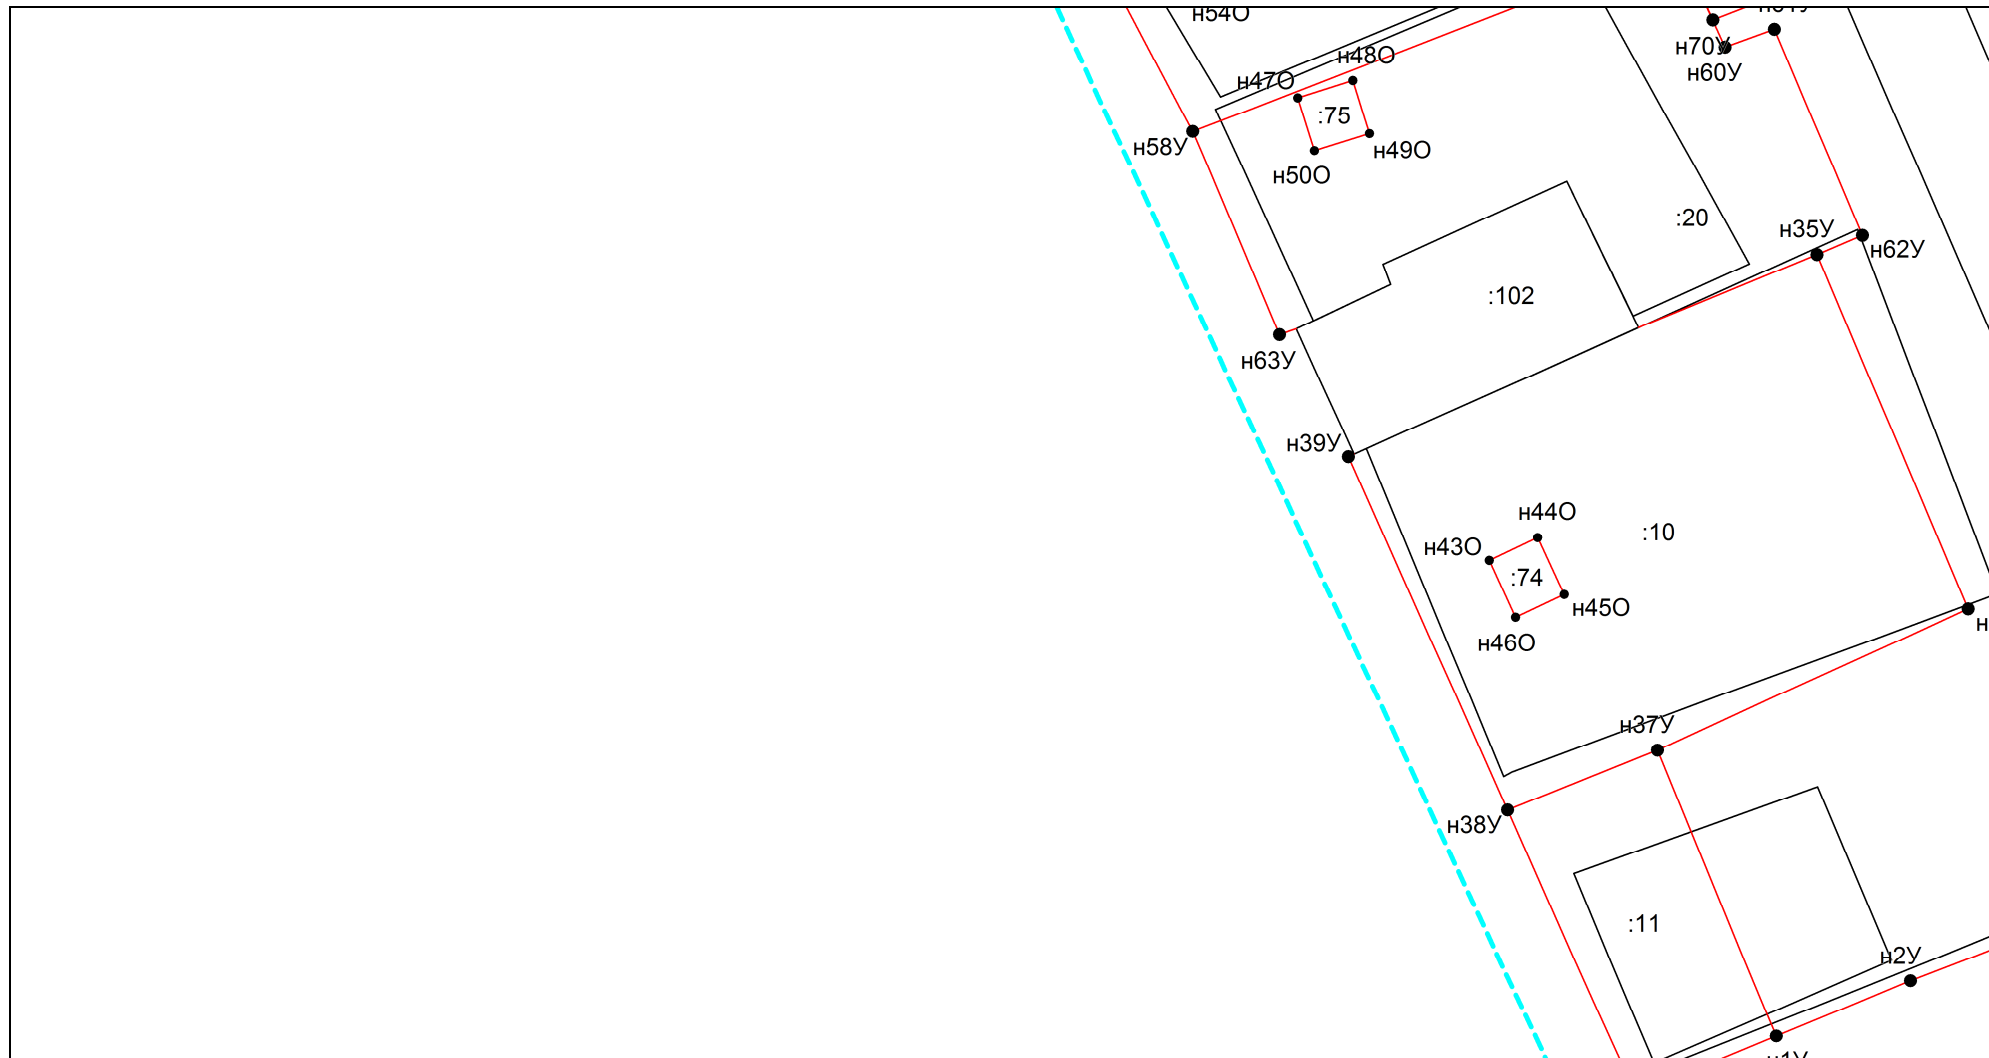 н54О
н70У
н60У
н48О
н47О
:75
н58У
н49О
н50О
:20
н35У
н62У
:102
н63У
н39У
н44О
:10
н43О
:74
н45О
н46О
н37У
н38У
:11
н2У
н1У